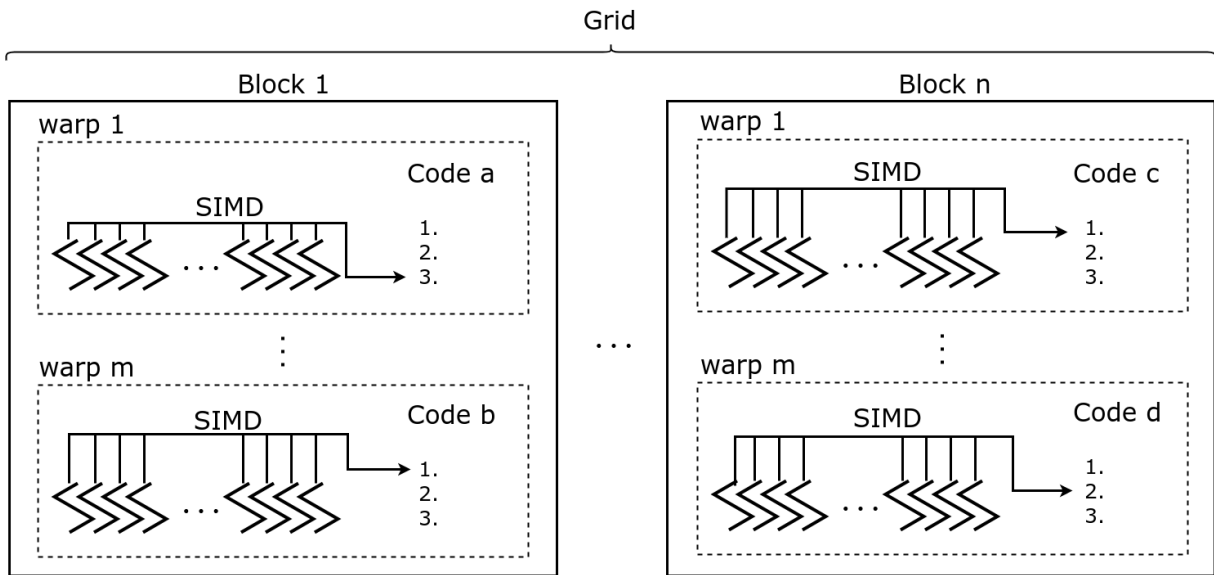 Grid
Block 1
warp 1
Code a
SIMD
1.
2.
3.
...
warp m
Code b
SIMD
1.
2.
3.
...
...
Block n
warp 1
Code c
SIMD
1.
2.
3.
...
warp m
Code d
SIMD
1.
2.
3.
...